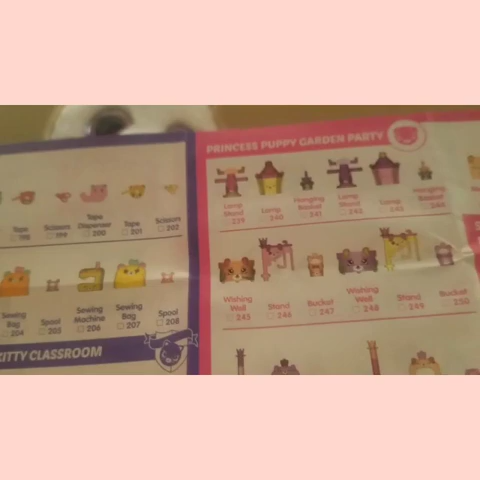 PRINCESS PUPPY GARDEN PARTY
Tape 198
Scissors 199
Tape Dispenser 200
Tape 201
Scissors 202
Lamp Stand 239
Lamp 240
Hanging Basket 241
Lamp Stand 242
Lamp 243
Hanging Basket 244
Sewing Bag 204
Spool 205
Sewing Machine 206
Sewing Bag 207
Spool 208
Wishing Well 245
Stand 246
Bucket 247
Wishing Well 248
Stand 249
Bucket 250
KITTY CLASSROOM